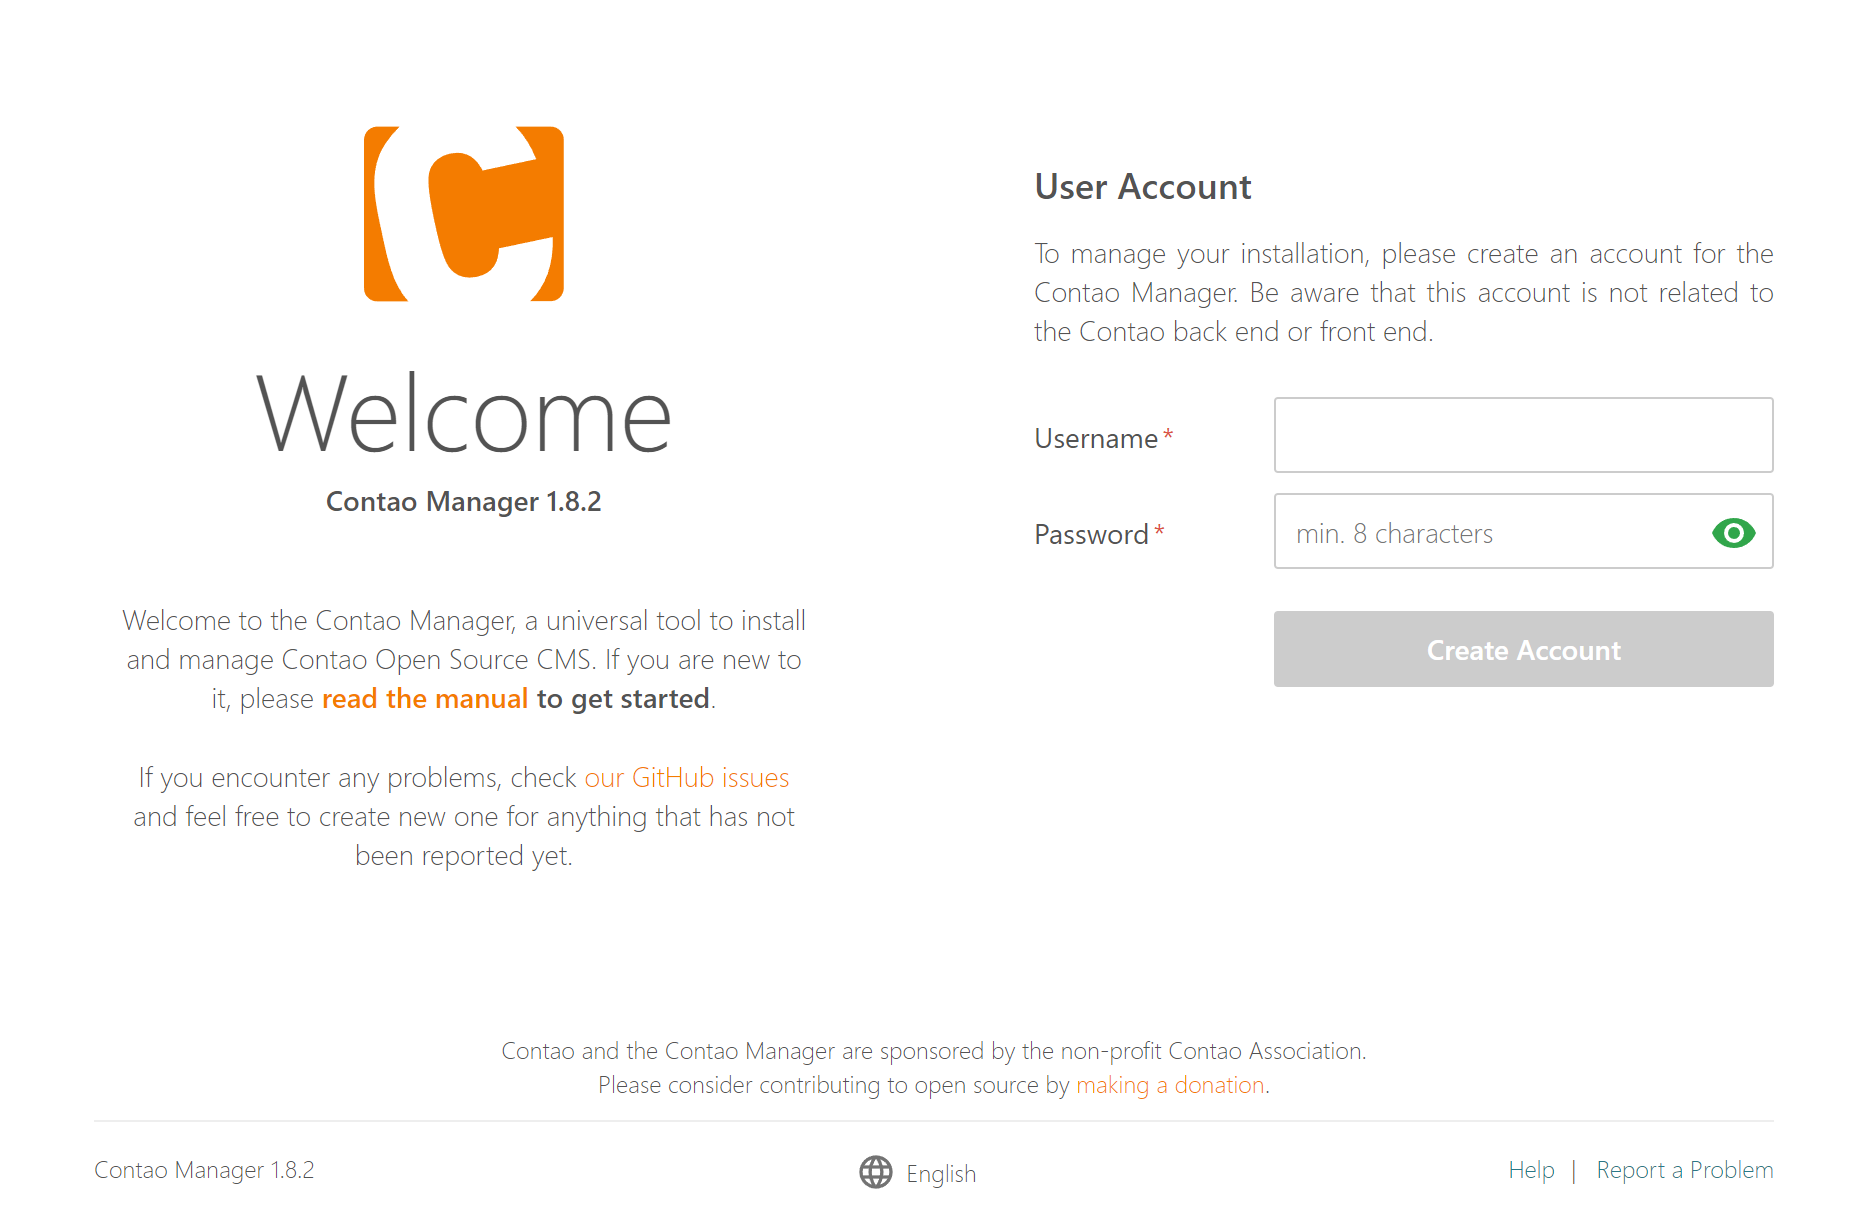 Welcome
Contao Manager 1.8.2
Welcome to the Contao Manager, a universal tool to install
and manage Contao Open Source CMS. If you are new to
it, please read the manual to get started.
If you encounter any problems, check our GitHub issues
and feel free to create new one for anything that has not
been reported yet.
User Account
To manage your installation, please create an account for the
Contao Manager. Be aware that this account is not related to
the Contao back end or front end.
Username*
Password*
min. 8 characters
Create Account
Contao and the Contao Manager are sponsored by the non-profit Contao Association.
Please consider contributing to open source by making a donation.
Contao Manager 1.8.2
English
Help | Report a Problem